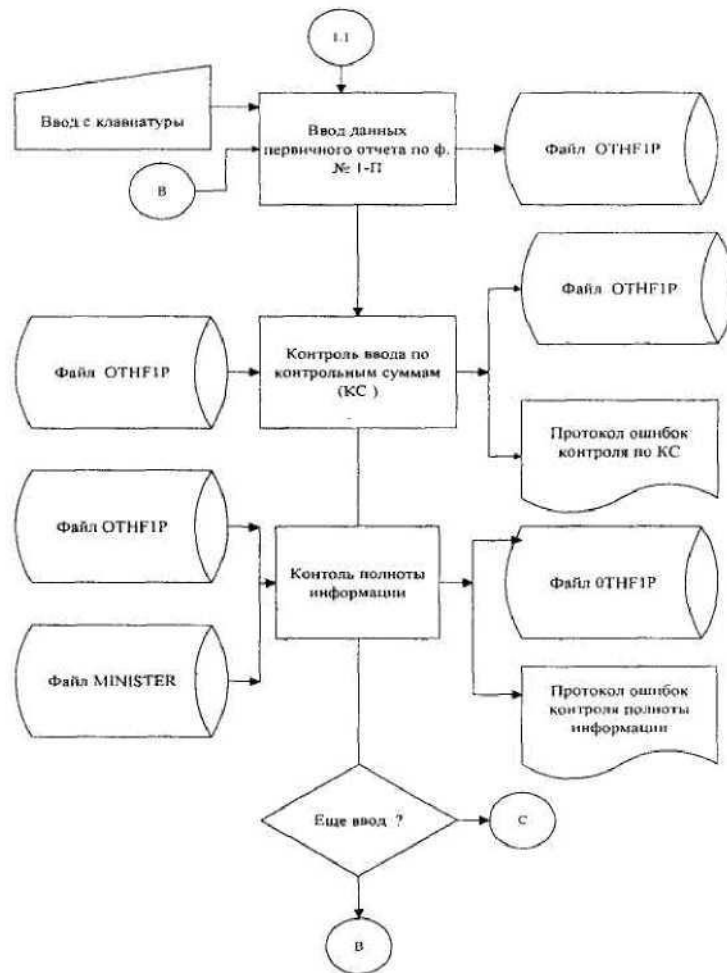 1.1
Ввод с клавиатуры
Ввод данных
первичного отчета по ф.
№ 1-П
Файл OTHF1P
В
Файл OTHF1P
Файл OTHF1P
Контроль ввода по
контрольным суммам
(КС )
Протокол ошибок
контроля по КС
Файл OTHF1P
Контоль полноты
информации
Файл 0THF1P
Файл MINISTER
Протокол ошибок
контроля полноты
информации
Еще ввод ?
С
В